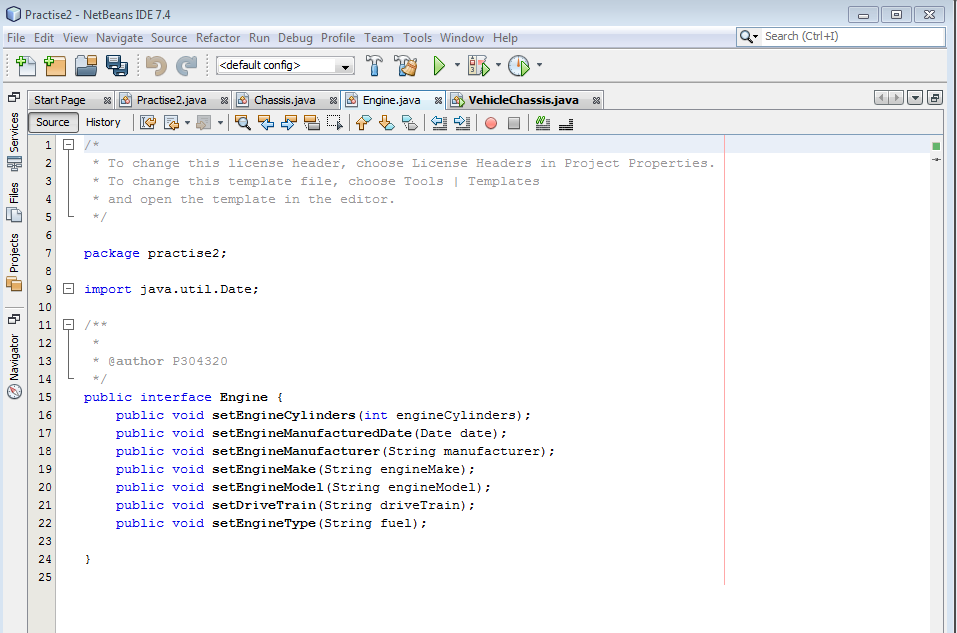 Practise2 - NetBeans IDE 7.4
File Edit View Navigate Source Refactor Run Debug Profile Team Tools Window Help
Search (Ctrl+I)
<default config>
Start Page Practise2.java Chassis.java Engine.java VehicleChassis.java
Source History
Services
Files
Projects
Navigator
1 /*
2 * To change this license header, choose License Headers in Project Properties.
3 * To change this template file, choose Tools | Templates
4 * and open the template in the editor.
5 */
6
7 package practise2;
8
9 import java.util.Date;
10
11 /**
12 *
13 * @author P304320
14 */
15 public interface Engine {
16 public void setEngineCylinders(int engineCylinders);
17 public void setEngineManufacturedDate(Date date);
18 public void setEngineManufacturer(String manufacturer);
19 public void setEngineMake(String engineMake);
20 public void setEngineModel(String engineModel);
21 public void setDriveTrain(String driveTrain);
22 public void setEngineType(String fuel);
23
24 }
25